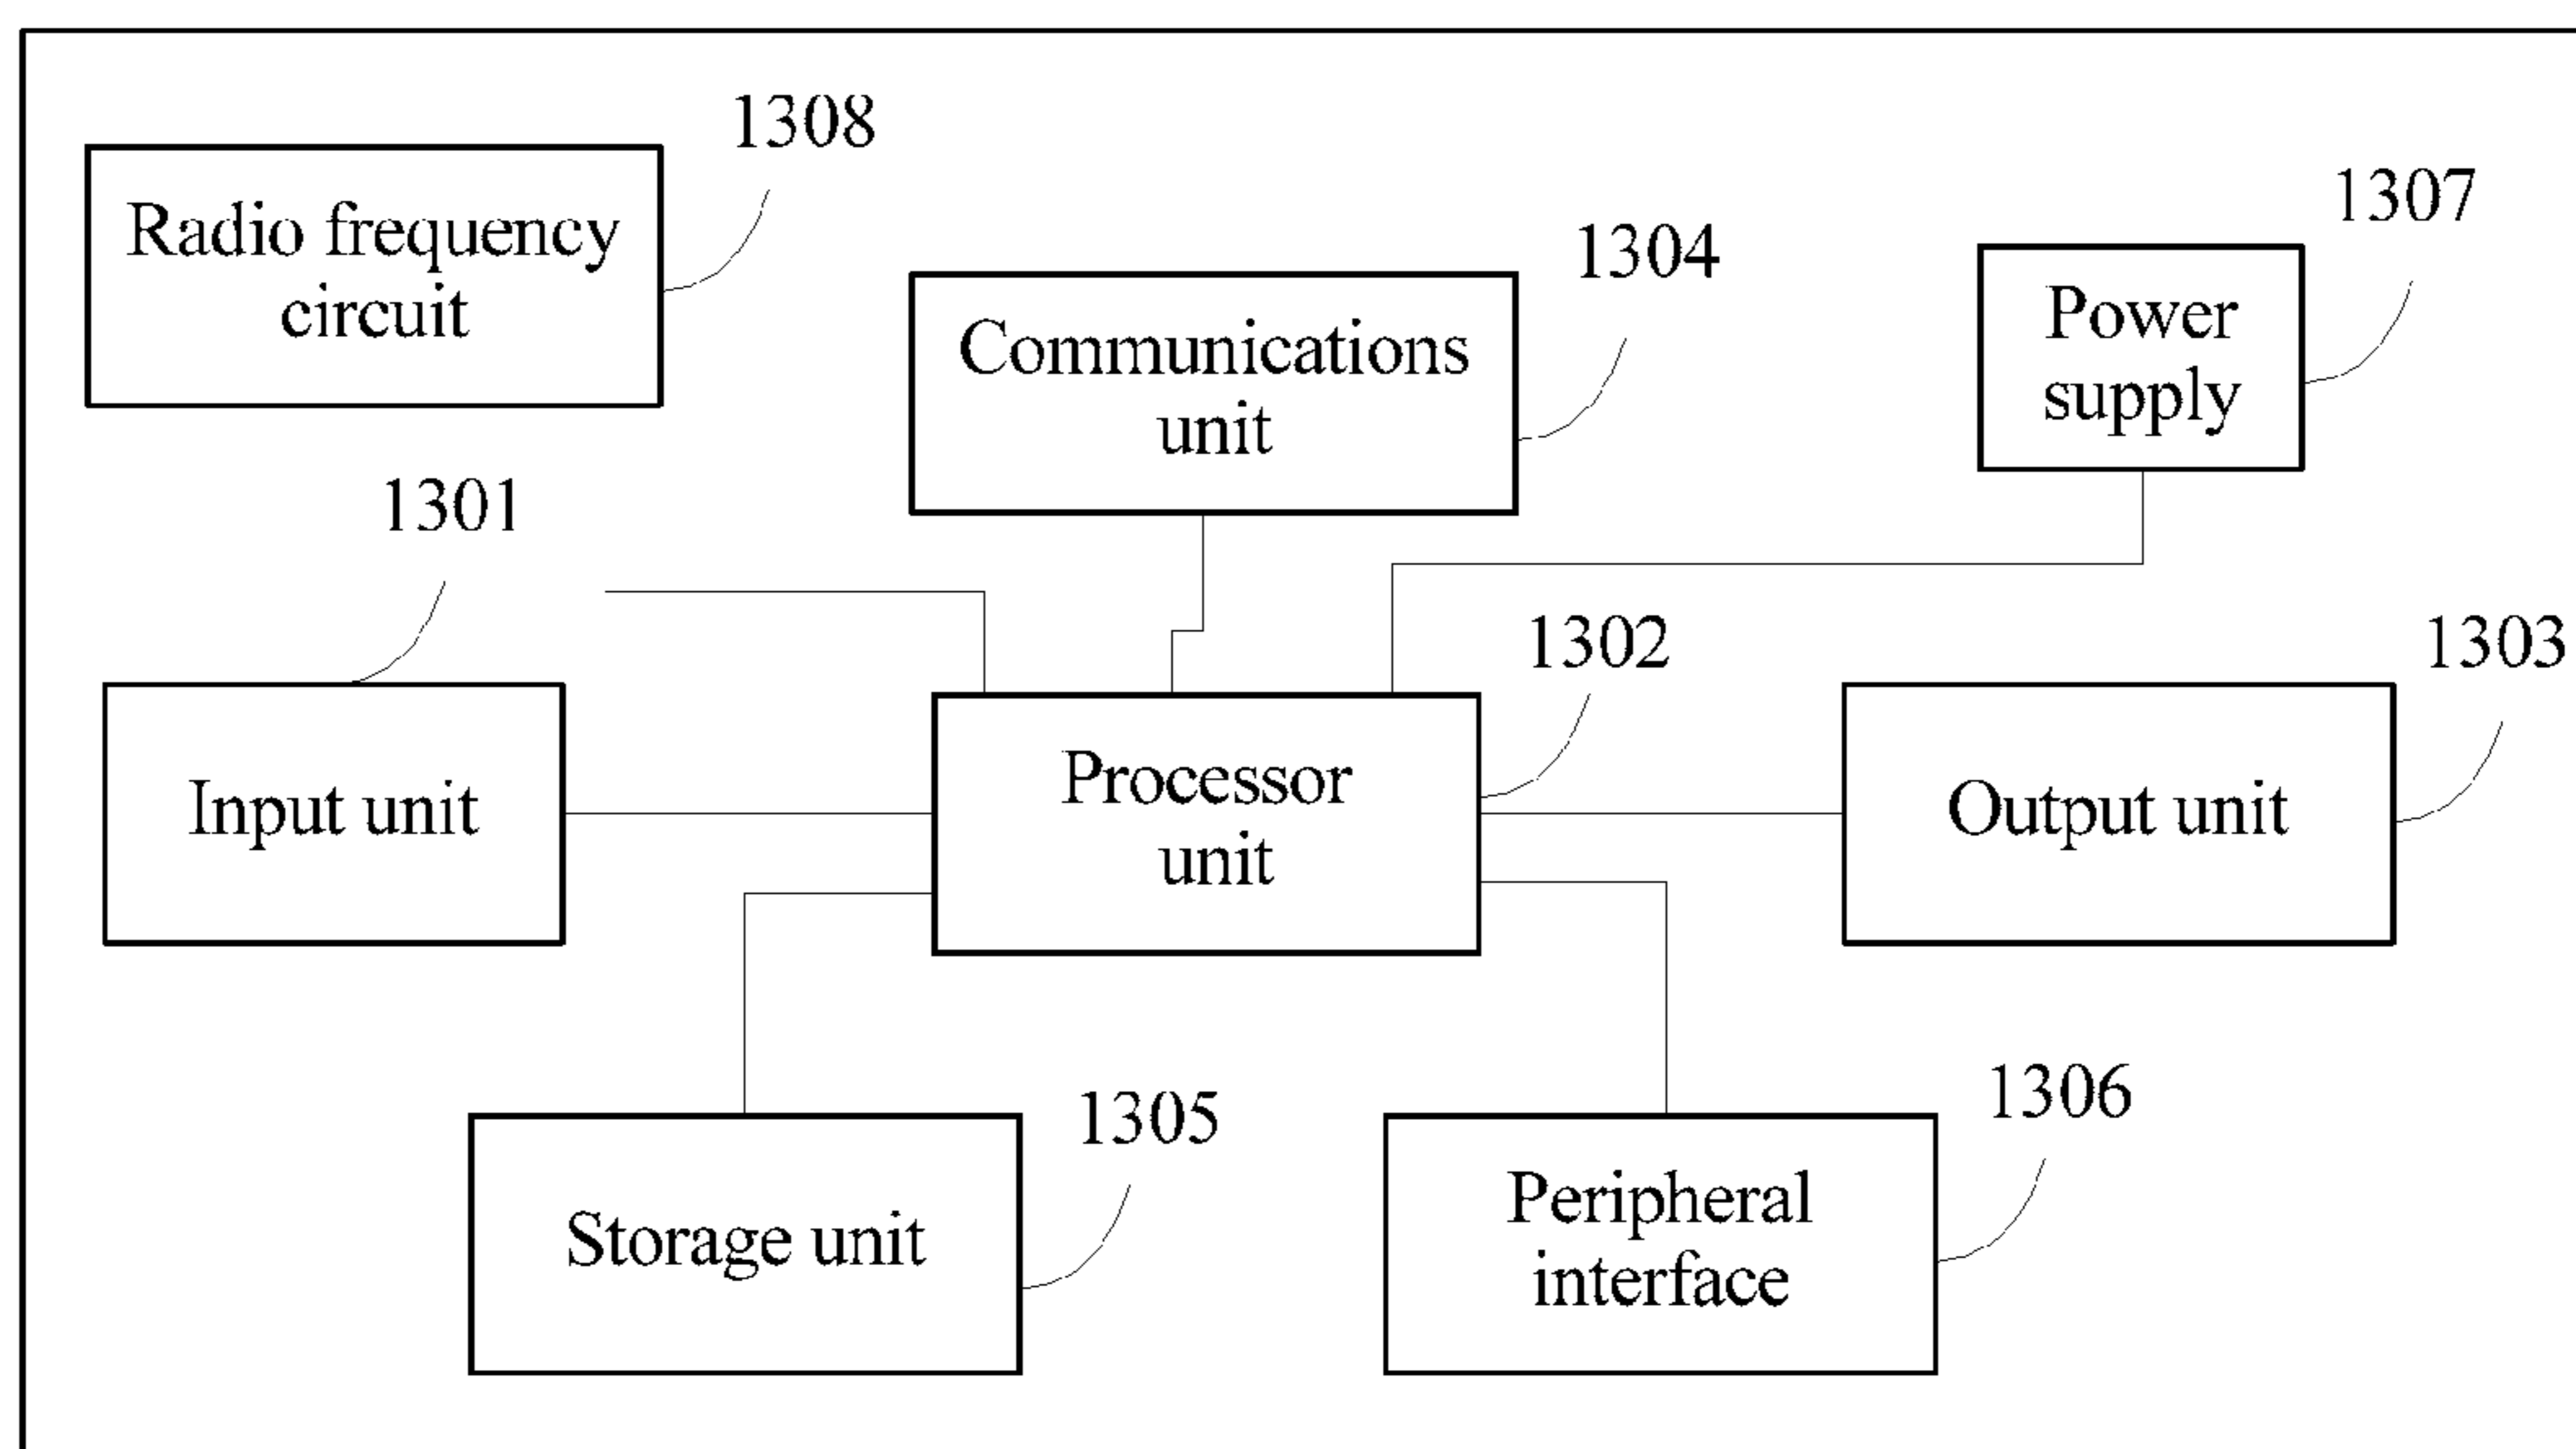 1308
Radio frequency
circuit
1304
Communications
unit
1307
Power
supply
1301
Input unit
1302
Processor
unit
1303
Output unit
1305
Storage unit
1306
Peripheral
interface